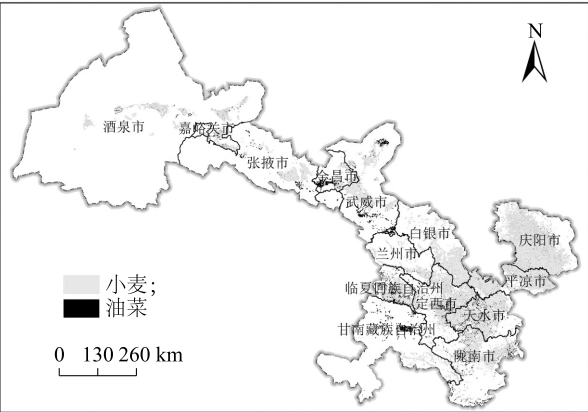 N
酒泉市
嘉峪关市
张掖市
金昌市
武威市
白银市
庆阳市
兰州市
平凉市
临夏回族自治州
定西市
天水市
甘南藏族自治州
陇南市
小麦；
油菜
0 130 260 km